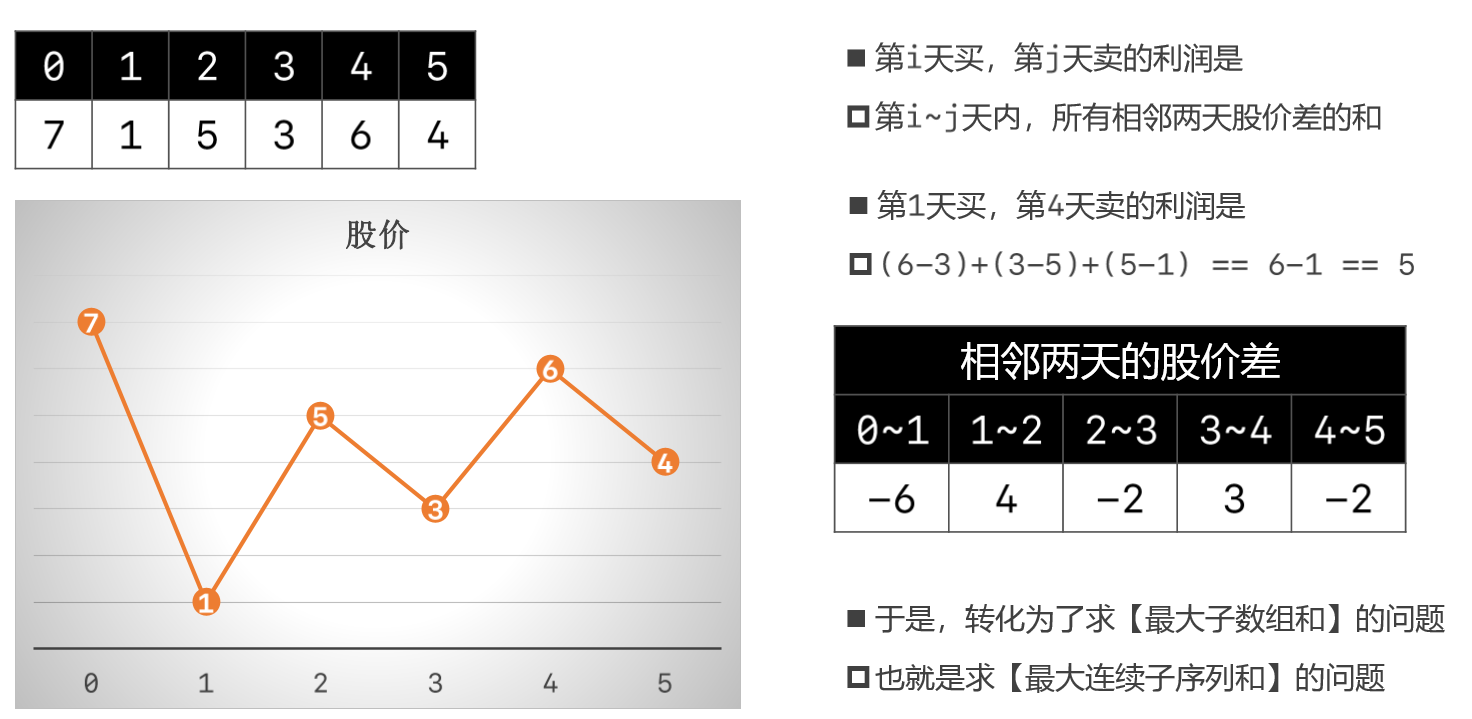 0 1 2 3 4 5
7 1 5 3 6 4
股价
7
1
5
3
6
4
0 1 2 3 4 5
■ 第i天买，第j天卖的利润是
第i~j天内，所有相邻两天股价差的和
■ 第1天买，第4天卖的利润是
(6-3)+(3-5)+(5-1) == 6-1 == 5
相邻两天的股价差
0~1 1~2 2~3 3~4 4~5
-6 4 -2 3 -2
■ 于是，转化为了求【最大子数组和】的问题
也就是求【最大连续子序列和】的问题